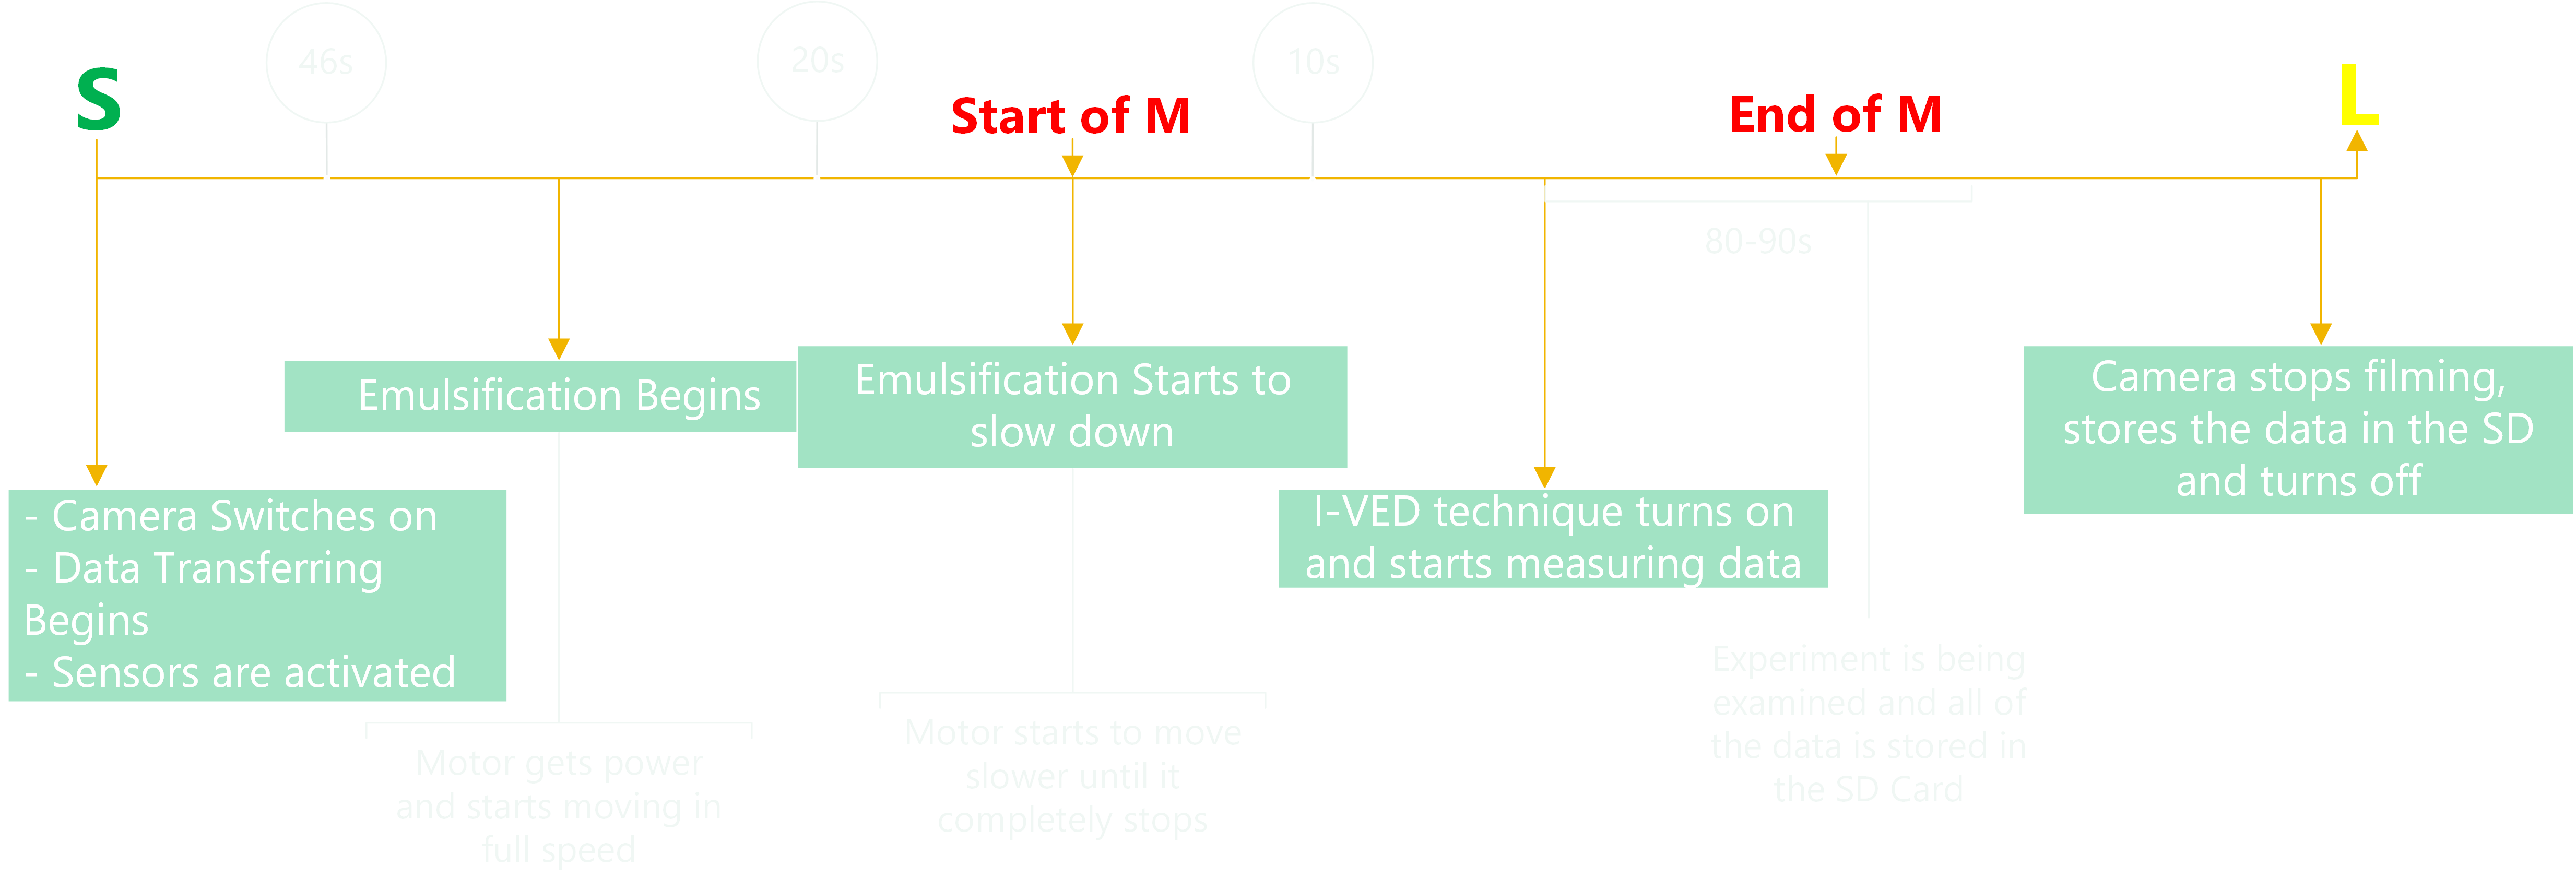 46s
20s
10s
S
Start of M
End of M
L
80-90s
Emulsification Begins
Emulsification Starts to
slow down
Camera stops filming,
stores the data in the SD
and turns off
- Camera Switches on
- Data Transferring
Begins
- Sensors are activated
I-VED technique turns on
and starts measuring data
Motor gets power
and starts moving in
full speed
Motor starts to move
slower until it
completely stops
Experiment is being
examined and all of
the data is stored in
the SD Card